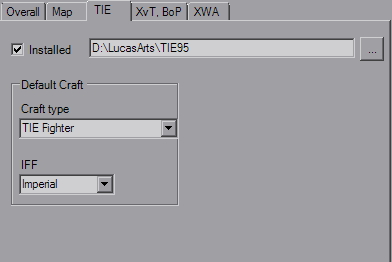 Overall Map TIE XvT, BoP XWA
Installed D:\LucasArts\TIE95 ...
Default Craft
Craft type
TIE Fighter
IFF
Imperial